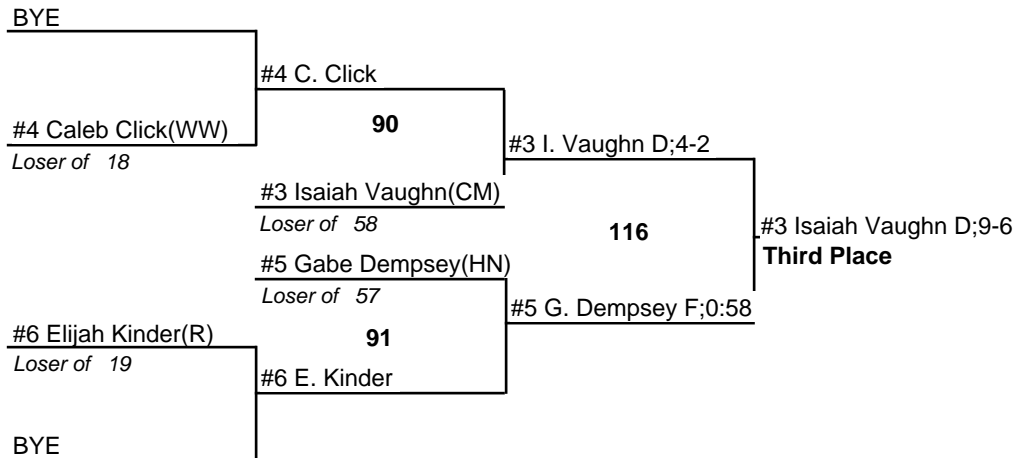 BYE
#4 C. Click
#4 Caleb Click(WW)
90
Loser of 18
#3 I. Vaughn D;4-2
#3 Isaiah Vaughn(CM)
Loser of 58
116
#3 Isaiah Vaughn D;9-6
Third Place
#5 Gabe Dempsey(HN)
Loser of 57
#5 G. Dempsey F;0:58
#6 Elijah Kinder(R)
91
Loser of 19
#6 E. Kinder
BYE